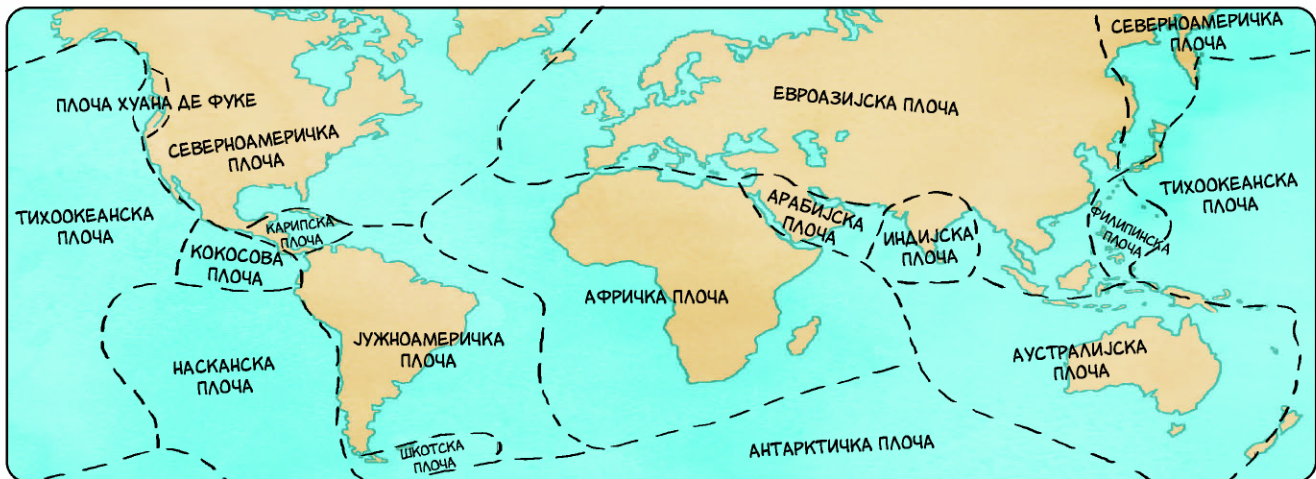 СЕВЕРНОАМЕРИЧКА
ПЛОЧА
ПЛОЧА ХУАНА ДЕ ФУКЕ
ЕВРОАЗИЈСКА ПЛОЧА
СЕВЕРНОАМЕРИЧКА
ПЛОЧА
ТИХООКЕАНСКА
ПЛОЧА
КАРИПСКА
ПЛОЧА
КОКОСОВА
ПЛОЧА
АРАБИЈСКА
ПЛОЧА
ИНДИЈСКА
ПЛОЧА
ФИЛИПИНСКА
ПЛОЧА
ТИХООКЕАНСКА
ПЛОЧА
АФРИЧКА ПЛОЧА
НАСКАНСКА
ПЛОЧА
ЈУЖНОАМЕРИЧКА
ПЛОЧА
АУСТРАЛИЈСКА
ПЛОЧА
ШКОТСКА
ПЛОЧА
АНТАРКТИЧКА ПЛОЧА